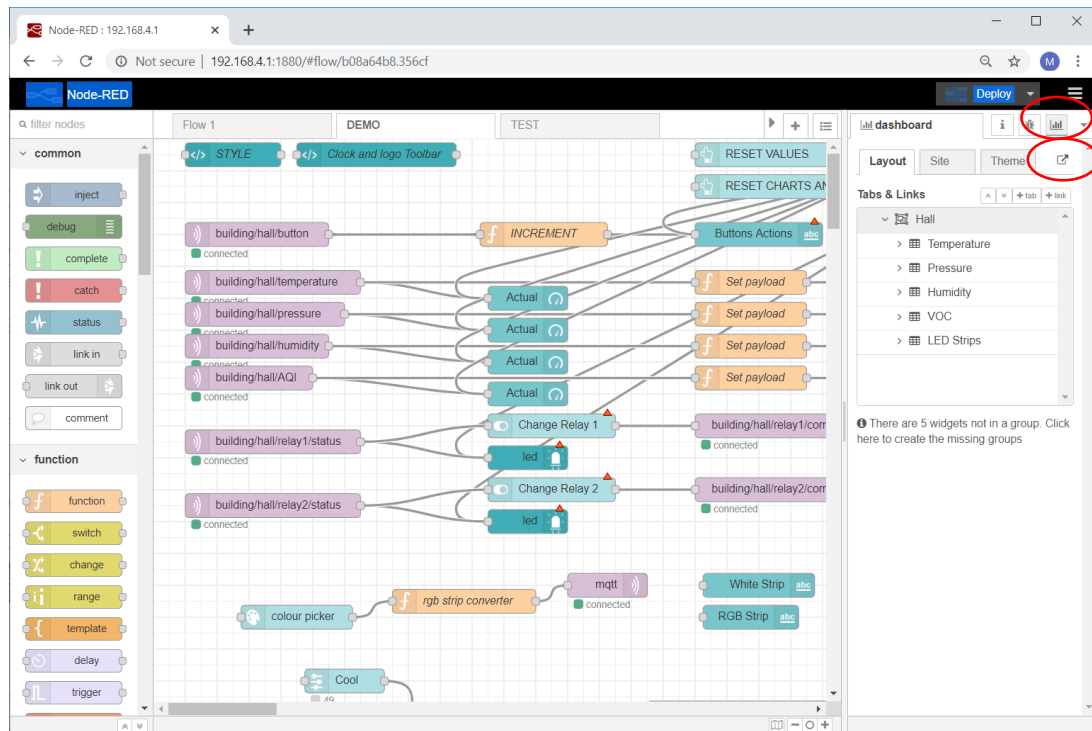 Node-RED : 192.168.4.1
Not secure | 192.168.4.1:1880/#flow/b08a64b8.356cf
M
Node-RED
Deploy
filter nodes
common
inject
debug
complete
catch
status
link in
link out
comment
function
function
switch
change
range
template
delay
trigger
Flow 1
DEMO
TEST
STYLE
Clock and logo Toolbar
RESET VALUES
RESET CHARTS AN
building/hall/button
connected
INCREMENT
Buttons Actions
abc
building/hall/temperature
connected
Actual
Set payload
building/hall/pressure
connected
Actual
Set payload
building/hall/humidity
connected
Actual
Set payload
building/hall/AQI
connected
Actual
Set payload
building/hall/relay1/status
connected
Change Relay 1
led
building/hall/relay1/com
connected
building/hall/relay2/status
connected
Change Relay 2
led
building/hall/relay2/com
connected
colour picker
rgb strip converter
mqtt
connected
White Strip
abc
RGB Strip
abc
Cool
49
dashboard
i
Layout
Site
Theme
Tabs & Links
+ tab
+ link
Hall
Temperature
Pressure
Humidity
VOC
LED Strips
There are 5 widgets not in a group. Click
here to create the missing groups